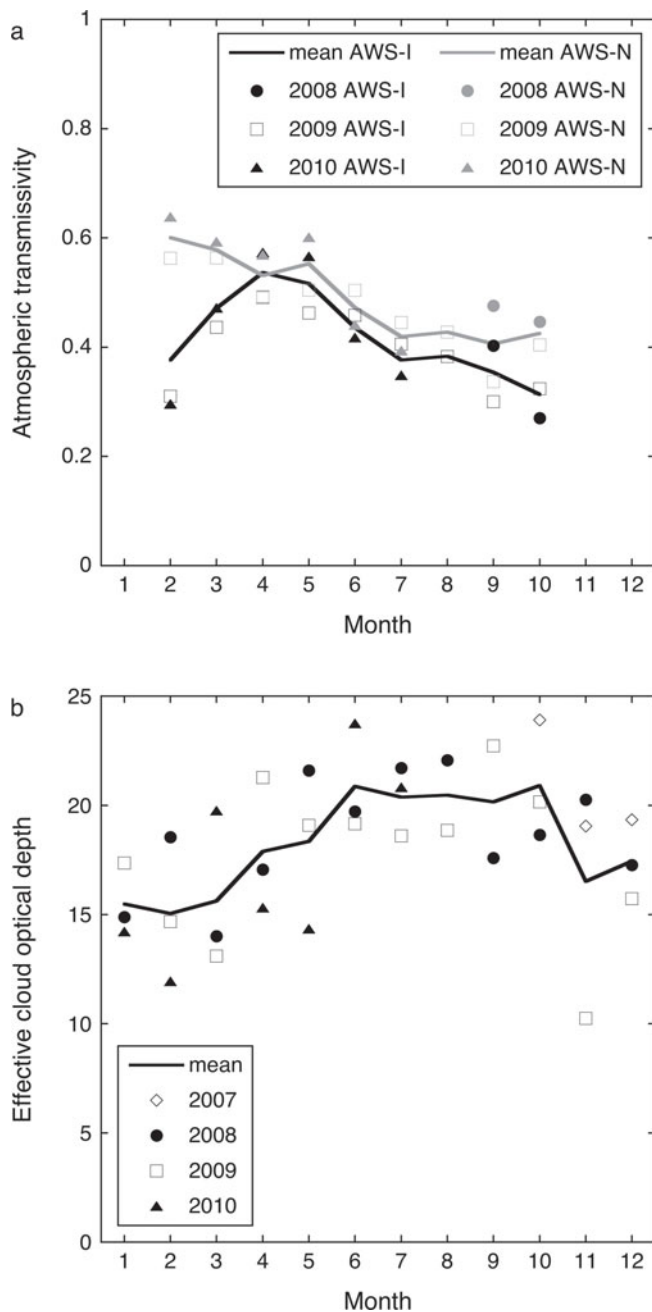 a
1
0.8
0.6
0.4
0.2
0
Atmospheric transmissivity
mean AWS-I mean AWS-N
2008 AWS-I 2008 AWS-N
2009 AWS-I 2009 AWS-N
2010 AWS-I 2010 AWS-N
1 2 3 4 5 6 7 8 9 10 11 12
Month
b
25
20
15
10
5
0
Effective cloud optical depth
mean
2007
2008
2009
2010
1 2 3 4 5 6 7 8 9 10 11 12
Month